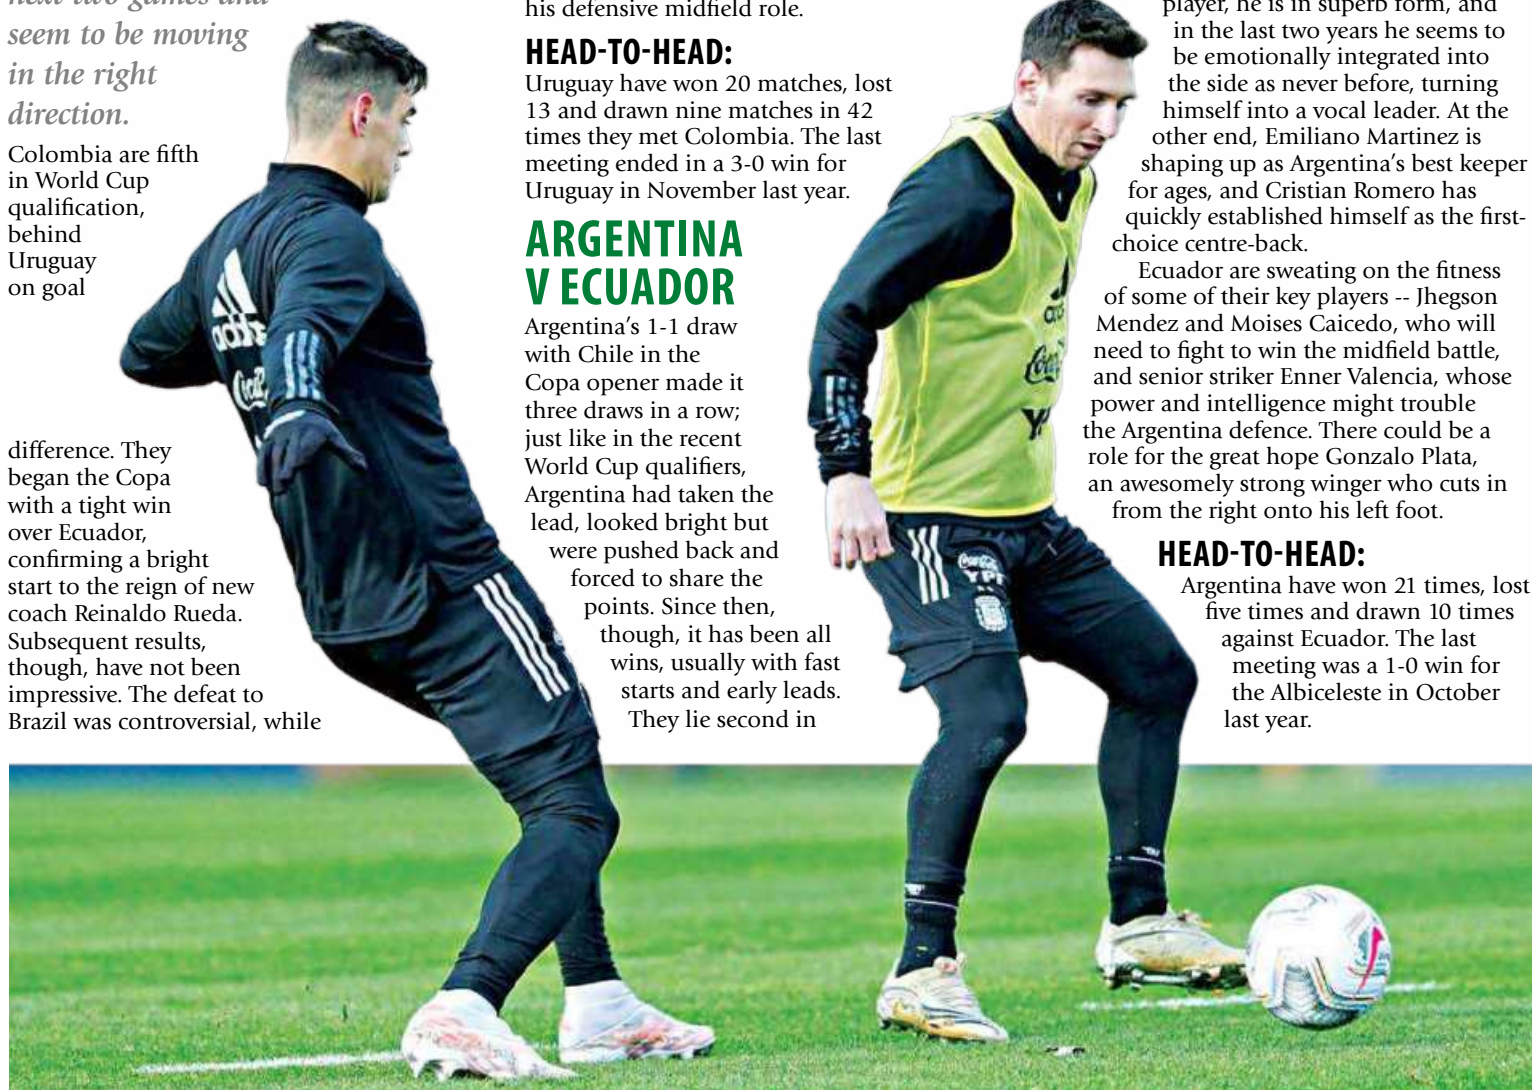 next two games and
seem to be moving
in the right
direction.
Colombia are fifth
in World Cup
qualification,
behind
Uruguay
on goal
difference. They
began the Copa
with a tight win
over Ecuador,
confirming a bright
start to the reign of new
coach Reinaldo Rueda.
Subsequent results,
though, have not been
impressive. The defeat to
Brazil was controversial, while
his defensive midfield role.
HEAD-TO-HEAD:
Uruguay have won 20 matches, lost
13 and drawn nine matches in 42
times they met Colombia. The last
meeting ended in a 3-0 win for
Uruguay in November last year.
ARGENTINA
V ECUADOR
Argentina’s 1-1 draw
with Chile in the
Copa opener made it
three draws in a row;
just like in the recent
World Cup qualifiers,
Argentina had taken the
lead, looked bright but
were pushed back and
forced to share the
points. Since then,
though, it has been all
wins, usually with fast
starts and early leads.
They lie second in
player, he is in superb form, and
in the last two years he seems to
be emotionally integrated into
the side as never before, turning
himself into a vocal leader. At the
other end, Emiliano Martinez is
shaping up as Argentina’s best keeper
for ages, and Cristian Romero has
quickly established himself as the first-
choice centre-back.
Ecuador are sweating on the fitness
of some of their key players -- Jhegson
Mendez and Moises Caicedo, who will
need to fight to win the midfield battle,
and senior striker Enner Valencia, whose
power and intelligence might trouble
the Argentina defence. There could be a
role for the great hope Gonzalo Plata,
an awesomely strong winger who cuts in
from the right onto his left foot.
HEAD-TO-HEAD:
Argentina have won 21 times, lost
five times and drawn 10 times
against Ecuador. The last
meeting was a 1-0 win for
the Albiceleste in October
last year.
adidas
Coca-Cola
YPF